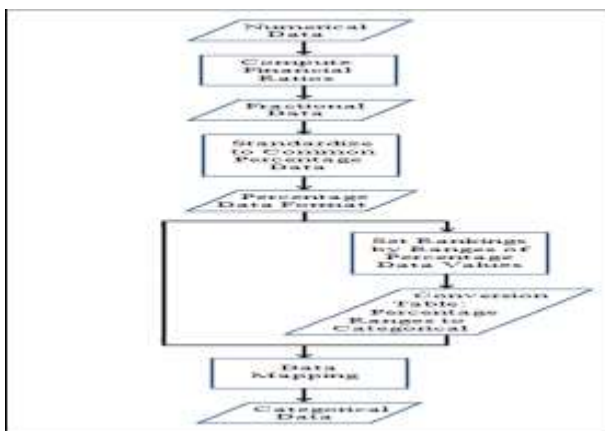 Numerical
Data
Compute
Financial
Ratios
Fractional
Data
Standardize
to Common
Percentage
Data
Percentage
Data Format
Set Rankings
by Ranges of
Percentage
Data Values
Conversion
Table:
Percentage
Ranges to
Categorical
Data
Mapping
Categorical
Data